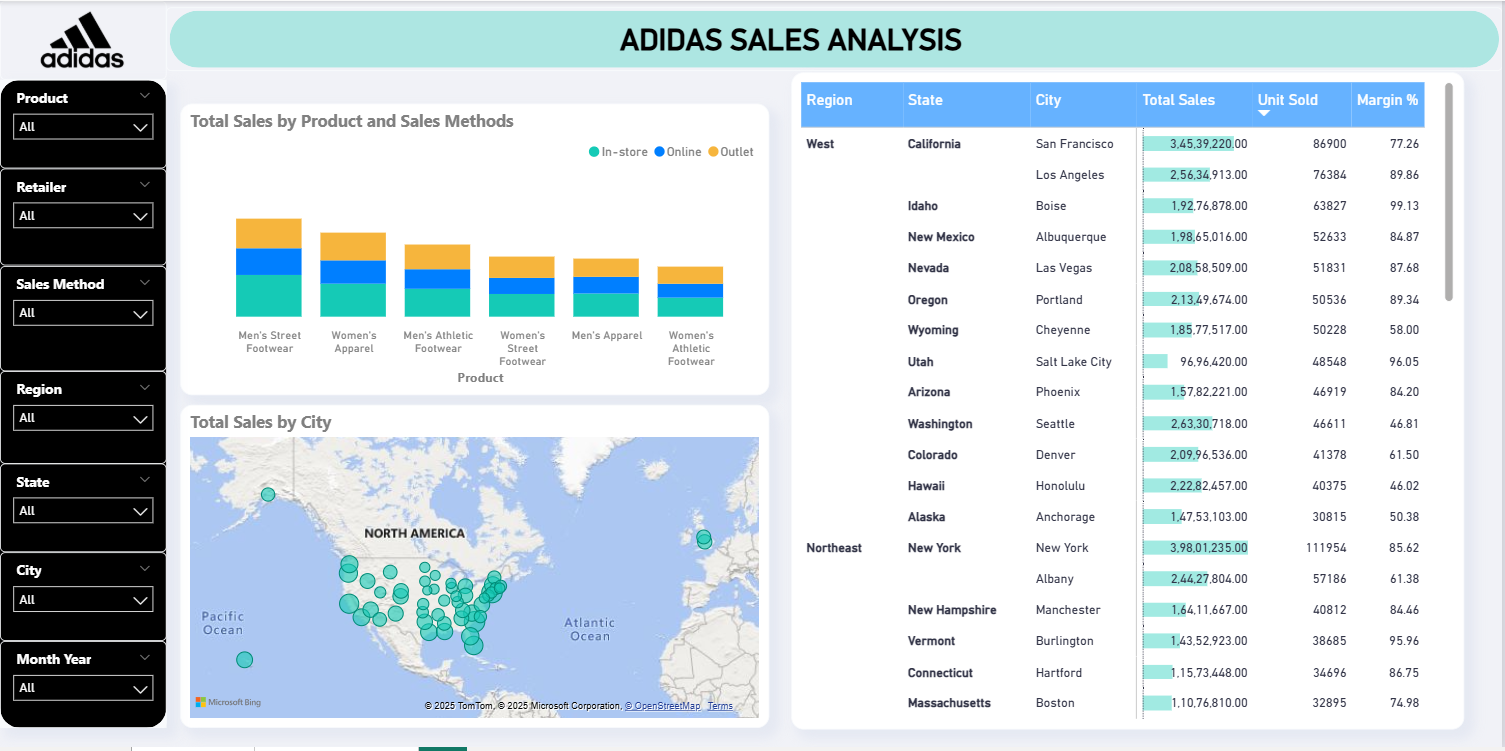 adidas
ADIDAS SALES ANALYSIS
Product
All
Retailer
All
Sales Method
All
Region
All
State
All
City
All
Month Year
All
Total Sales by Product and Sales Methods
In-store Online Outlet
Men's Street Footwear
Women's Apparel
Men's Athletic Footwear
Women's Street Footwear
Men's Apparel
Women's Athletic Footwear
Product
Total Sales by City
NORTH AMERICA
Pacific Ocean
Atlantic Ocean
Microsoft Bing
© 2025 TomTom, © 2025 Microsoft Corporation, © OpenStreetMap Terms
Region State City Total Sales Unit Sold Margin %
West California San Francisco 3,45,39,220.00 86900 77.26
Los Angeles 2,56,34,913.00 76384 89.86
Idaho Boise 1,92,76,878.00 63827 99.13
New Mexico Albuquerque 1,98,65,016.00 52633 84.87
Nevada Las Vegas 2,08,58,509.00 51831 87.68
Oregon Portland 2,13,49,674.00 50536 89.34
Wyoming Cheyenne 1,85,77,517.00 50228 58.00
Utah Salt Lake City 96,96,420.00 48548 96.05
Arizona Phoenix 1,57,82,221.00 46919 84.20
Washington Seattle 2,63,30,718.00 46611 46.81
Colorado Denver 2,09,96,536.00 41378 61.50
Hawaii Honolulu 2,22,82,457.00 40375 46.02
Alaska Anchorage 1,47,53,103.00 30815 50.38
Northeast New York New York 3,98,01,235.00 111954 85.62
Albany 2,44,27,804.00 57186 61.38
New Hampshire Manchester 1,64,11,667.00 40812 84.46
Vermont Burlington 1,43,52,923.00 38685 95.96
Connecticut Hartford 1,15,73,448.00 34696 86.75
Massachusetts Boston 1,10,76,810.00 32895 74.98